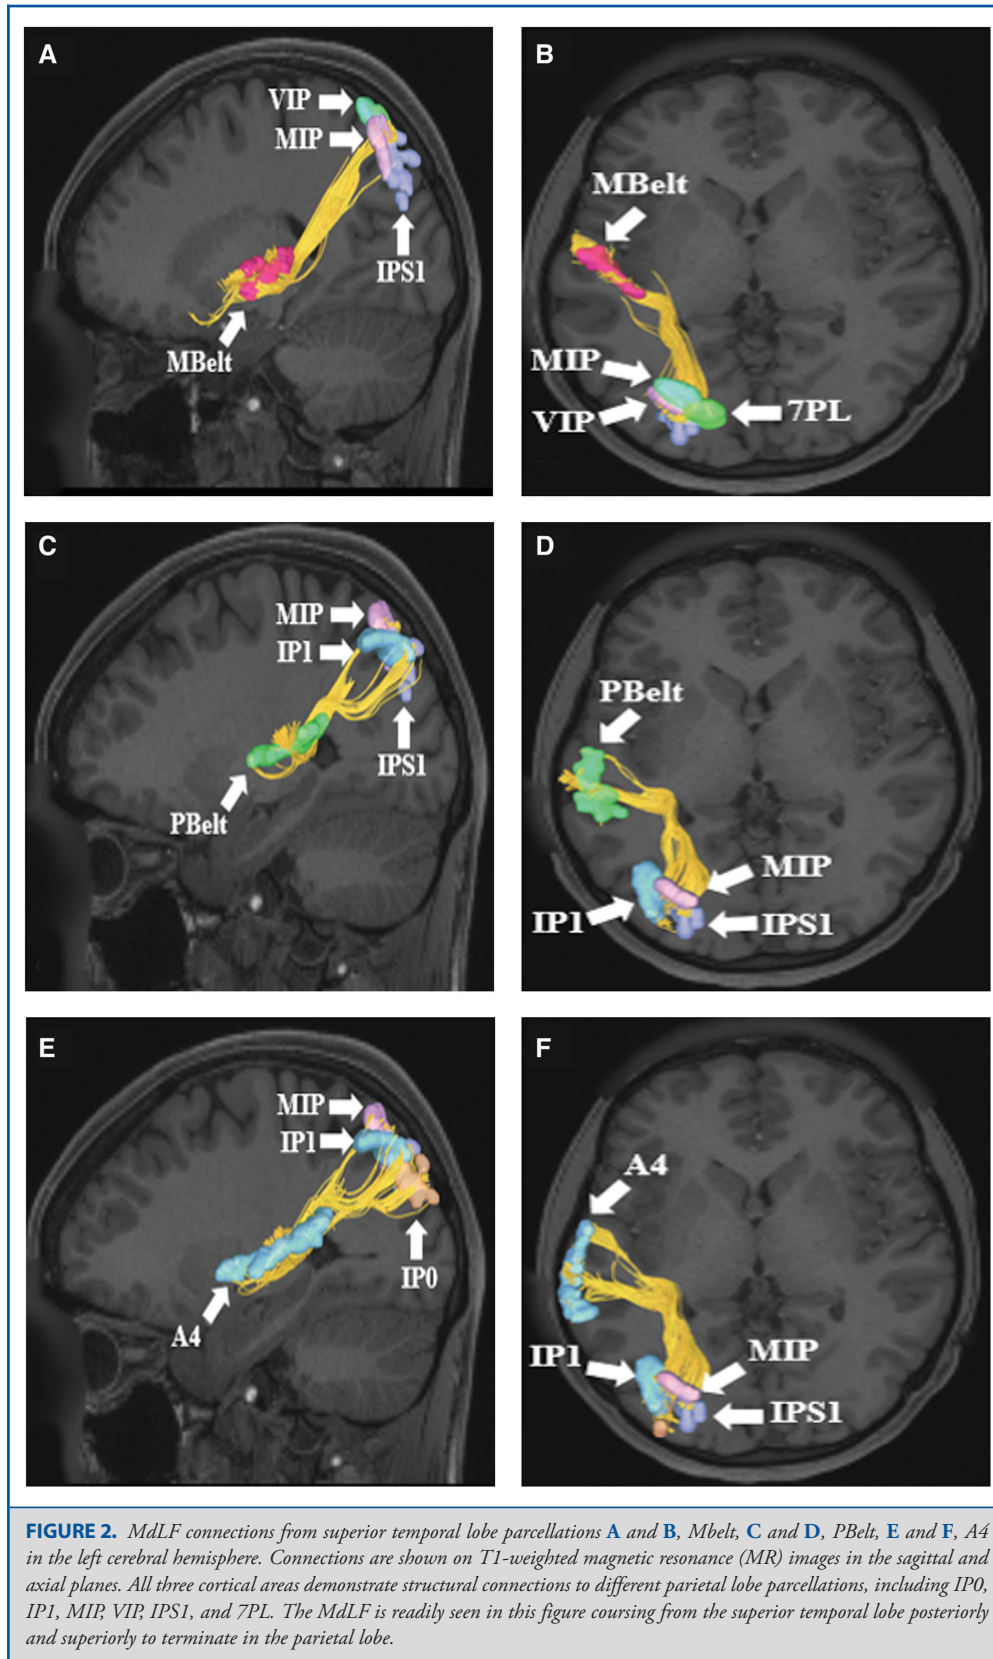 A
VIP
MIP
IPS1
MBelt
B
MBelt
MIP
VIP
7PL
C
MIP
IP1
IPS1
PBelt
D
PBelt
MIP
IP1
IPS1
E
MIP
IP1
IP0
A4
F
A4
IP1
MIP
IPS1
FIGURE 2. MdLF connections from superior temporal lobe parcellations A and B, Mbelt, C and D, PBelt, E and F, A4
in the left cerebral hemisphere. Connections are shown on T1-weighted magnetic resonance (MR) images in the sagittal and
axial planes. All three cortical areas demonstrate structural connections to different parietal lobe parcellations, including IP0,
IP1, MIP, VIP, IPS1, and 7PL. The MdLF is readily seen in this figure coursing from the superior temporal lobe posteriorly
and superiorly to terminate in the parietal lobe.